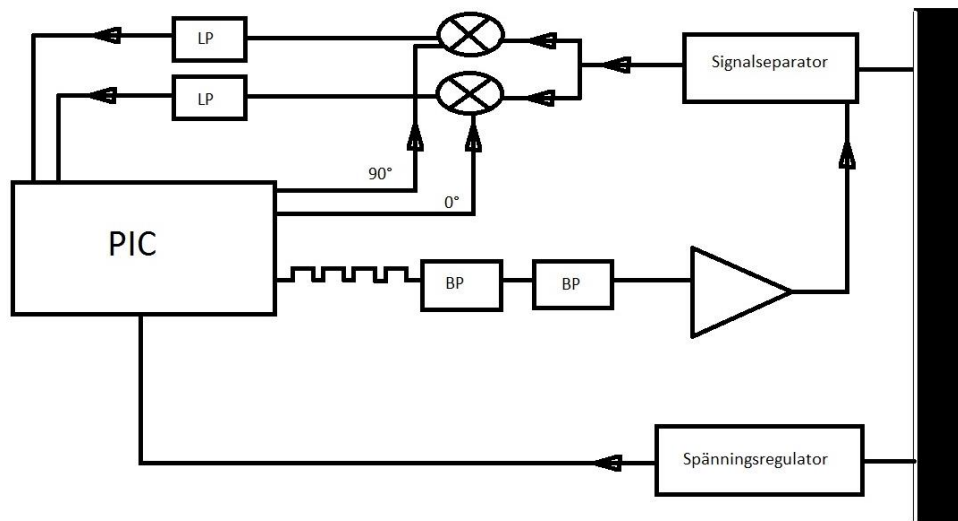 LP
Signalseparator
LP
90°
0°
PIC
BP
BP
Spänningsregulator